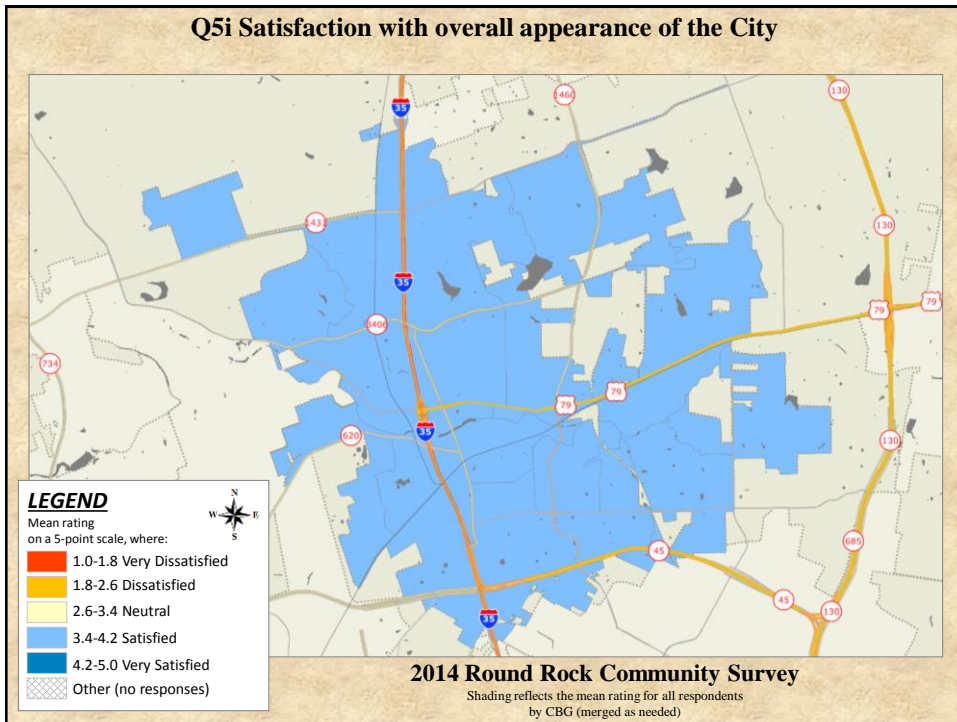 Q5i Satisfaction with overall appearance of the City
35
1460
130
1431
130
35
79
79
3406
734
79
79
35
620
130
45
685
45
130
35
LEGEND
Mean rating
on a 5-point scale, where:
N
W E
S
1.0-1.8 Very Dissatisfied
1.8-2.6 Dissatisfied
2.6-3.4 Neutral
3.4-4.2 Satisfied
4.2-5.0 Very Satisfied
Other (no responses)
2014 Round Rock Community Survey
Shading reflects the mean rating for all respondents
by CBG (merged as needed)